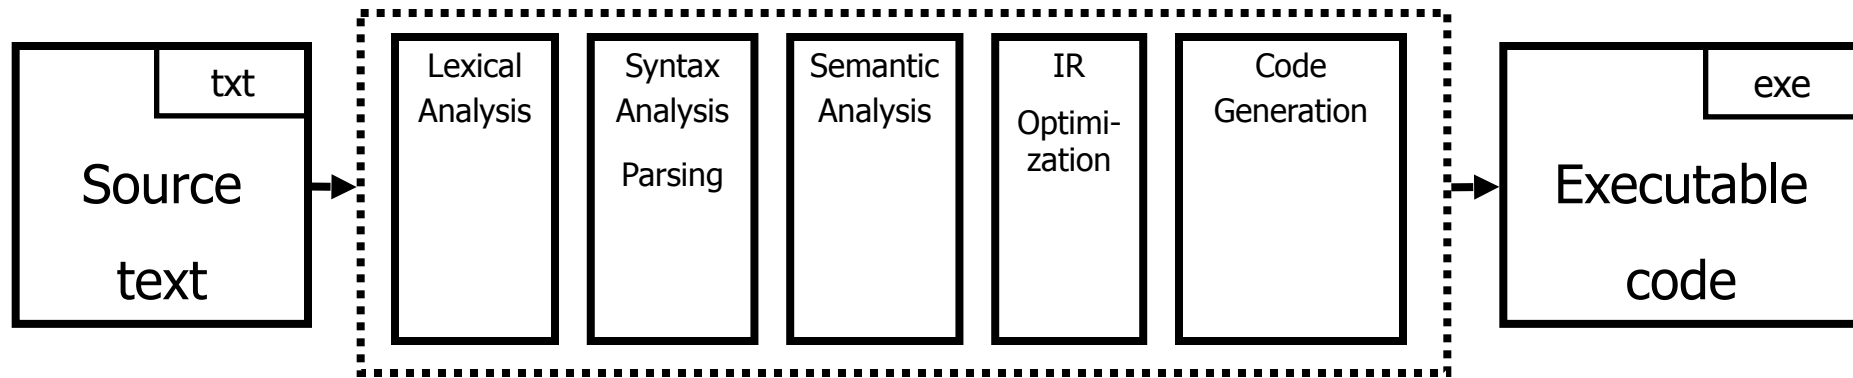 txt
Source
text
Lexical
Analysis
Syntax
Analysis
Parsing
Semantic
Analysis
IR
Optimi-
zation
Code
Generation
exe
Executable
code